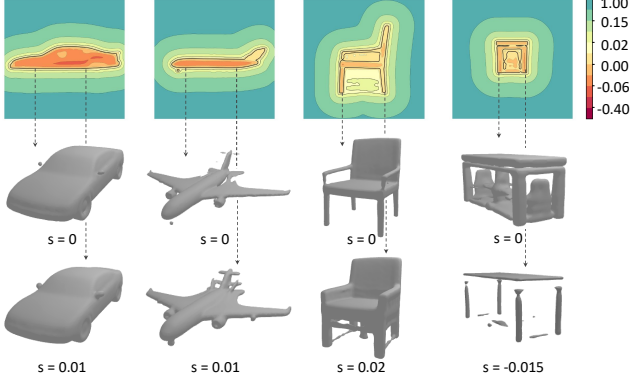 1.00
0.15
0.02
0.00
-0.06
-0.40
s = 0
s = 0
s = 0
s = 0
s = 0.01
s = 0.01
s = 0.02
s = -0.015